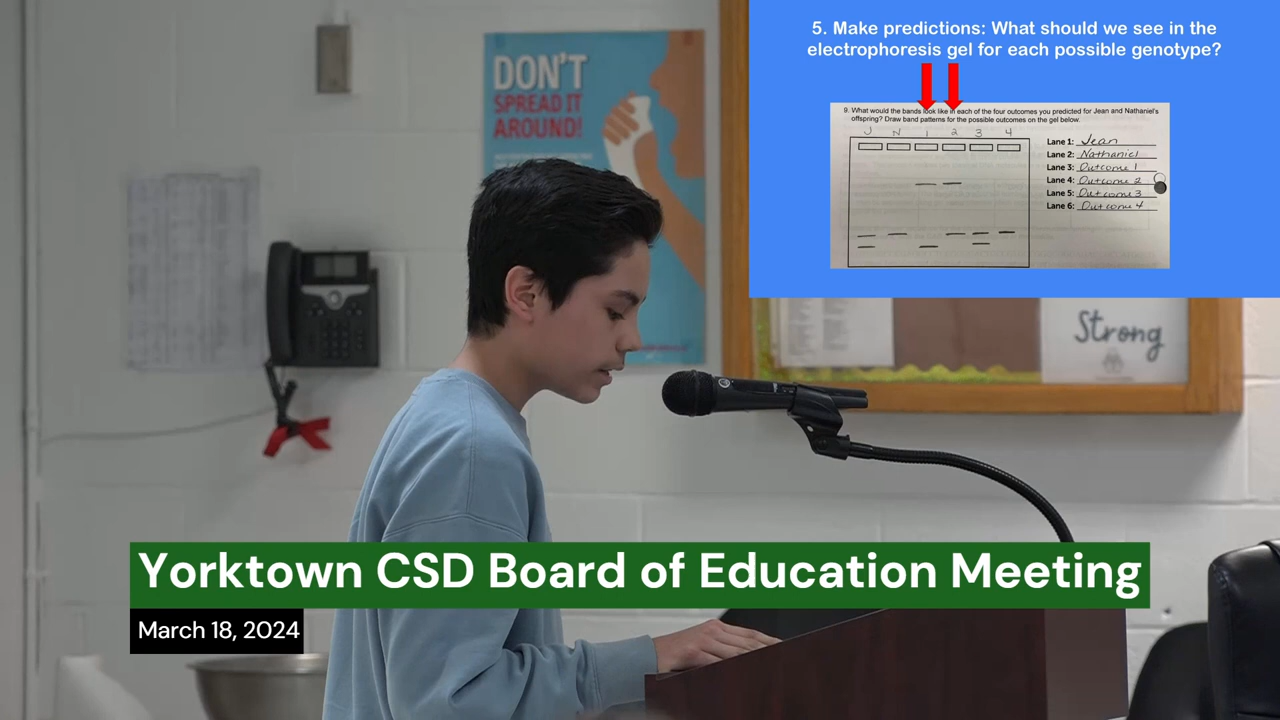 5. Make predictions: What should we see in the
electrophoresis gel for each possible genotype?
9. What would the bands look like in each of the four outcomes you predicted for Jean and Nathaniel's
offspring? Draw band patterns for the possible outcomes on the gel below.
J N 1 2 3 4
Lane 1: Jean
Lane 2: Nathaniel
Lane 3: Outcome 1
Lane 4: Outcome 2
Lane 5: Outcome 3
Lane 6: Outcome 4
DON'T
SPREAD IT
AROUND!
Strong
Yorktown CSD Board of Education Meeting
March 18, 2024